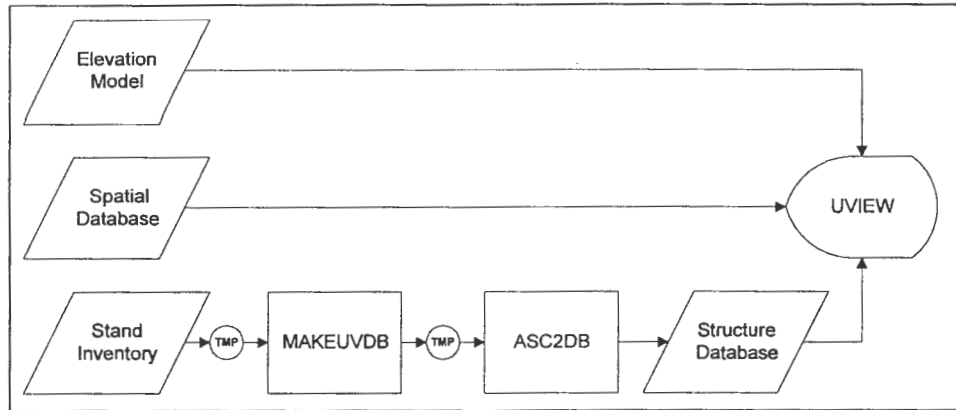 Elevation
Model
Spatial
Database
UVIEW
Stand
Inventory
TMP
MAKEUVDB
TMP
ASC2DB
Structure
Database